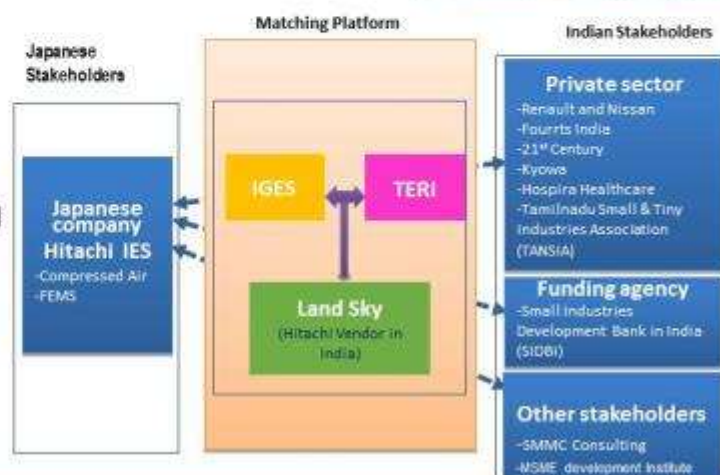 Matching Platform
Japanese
Stakeholders
Indian Stakeholders
Japanese
company
Hitachi IES
-Compressed Air
-FEMS
IGES
TERI
Land Sky
(Hitachi Vendor in
India)
Private sector
-Renault and Nissan
-Fourrts India
-21st Century
-Kyowa
-Hospira Healthcare
-Tamilnadu Small & Tiny
Industries Association
(TANSIA)
Funding agency
-Small Industries
Development Bank in India
(SIDBI)
Other stakeholders
-SMMC Consulting
-MSME development Institute